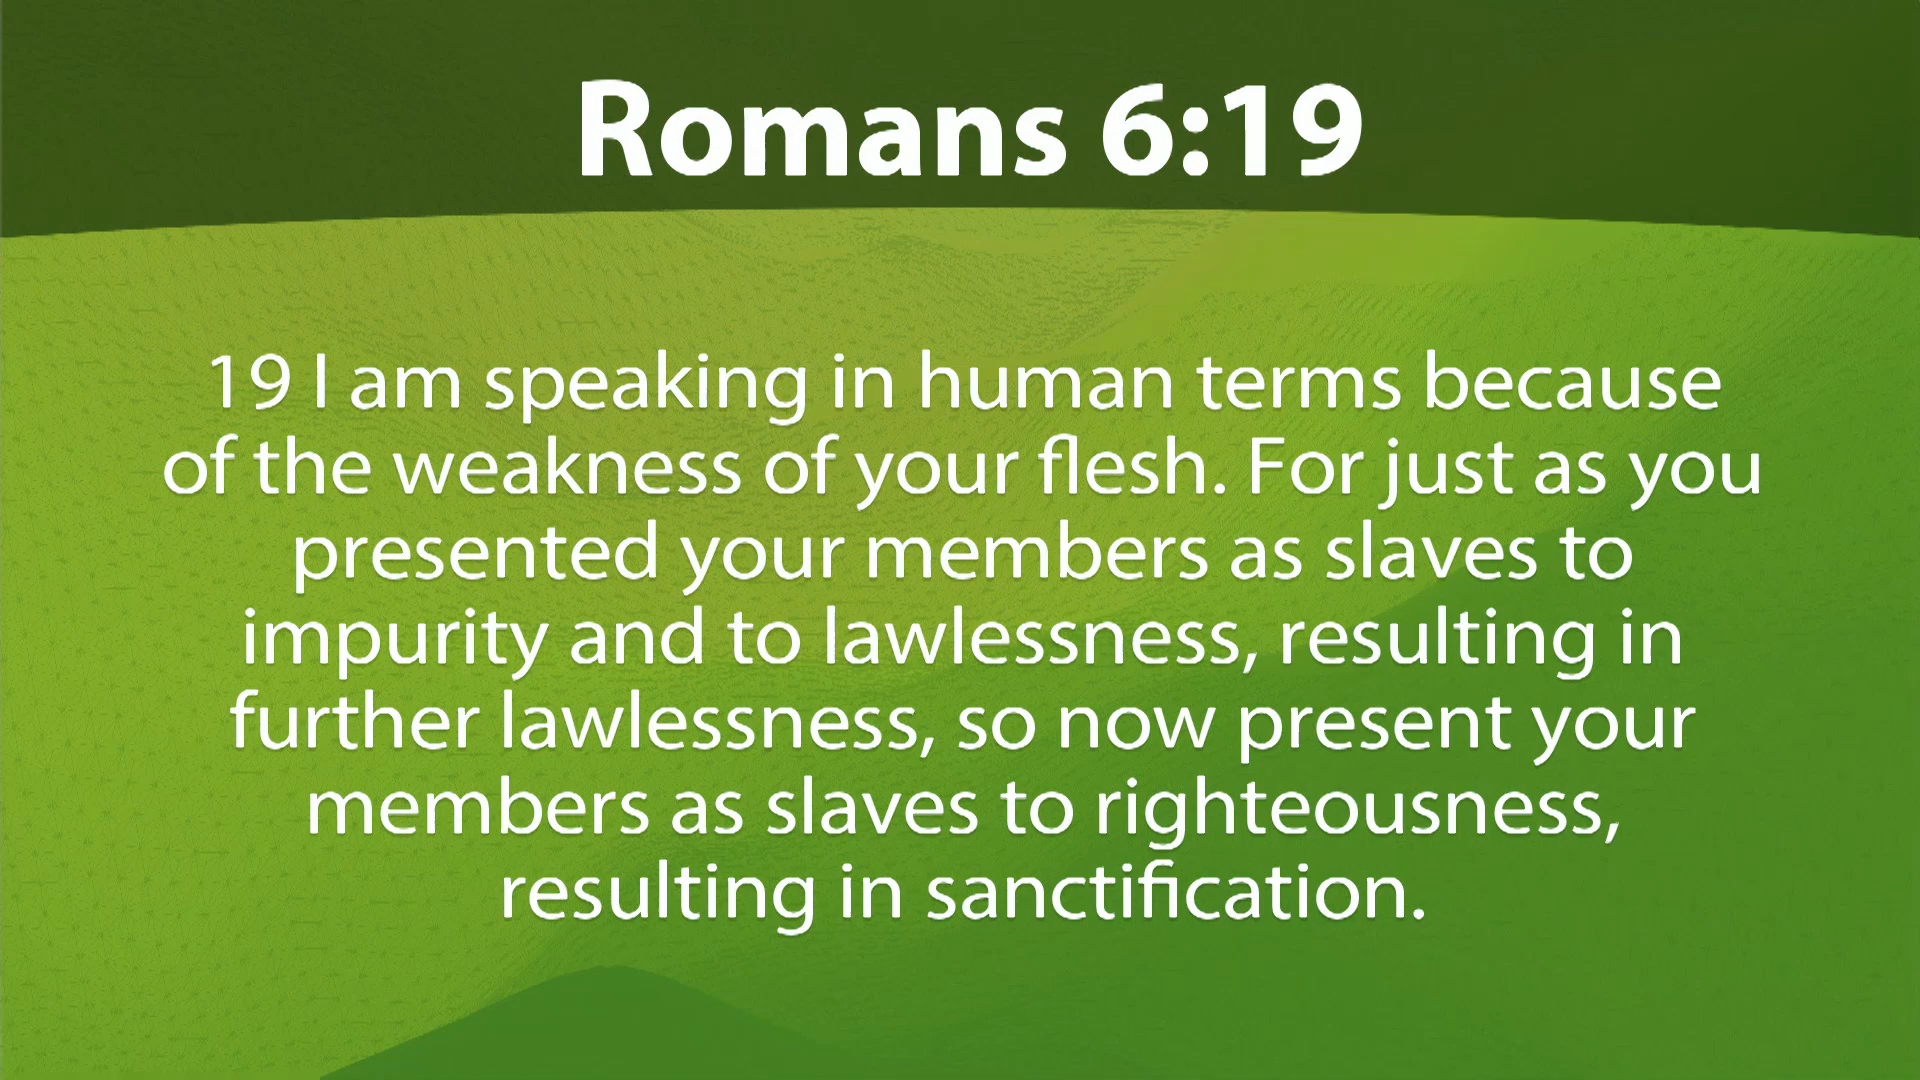 Romans 6:19
19 I am speaking in human terms because
of the weakness of your flesh. For just as you
presented your members as slaves to
impurity and to lawlessness, resulting in
further lawlessness, so now present your
members as slaves to righteousness,
resulting in sanctification.